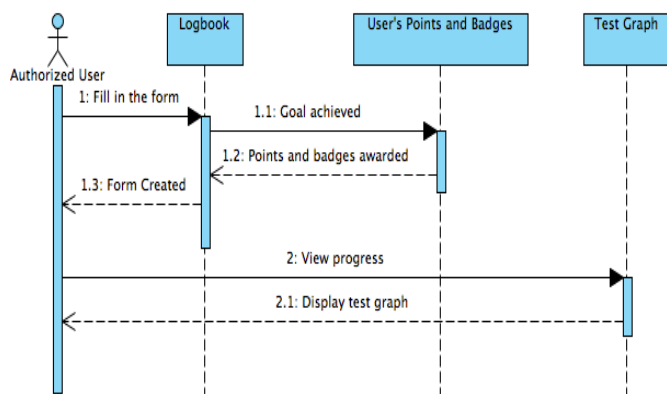 Logbook
User's Points and Badges
Test Graph
Authorized User
1: Fill in the form
1.1: Goal achieved
1.2: Points and badges awarded
1.3: Form Created
2: View progress
2.1: Display test graph